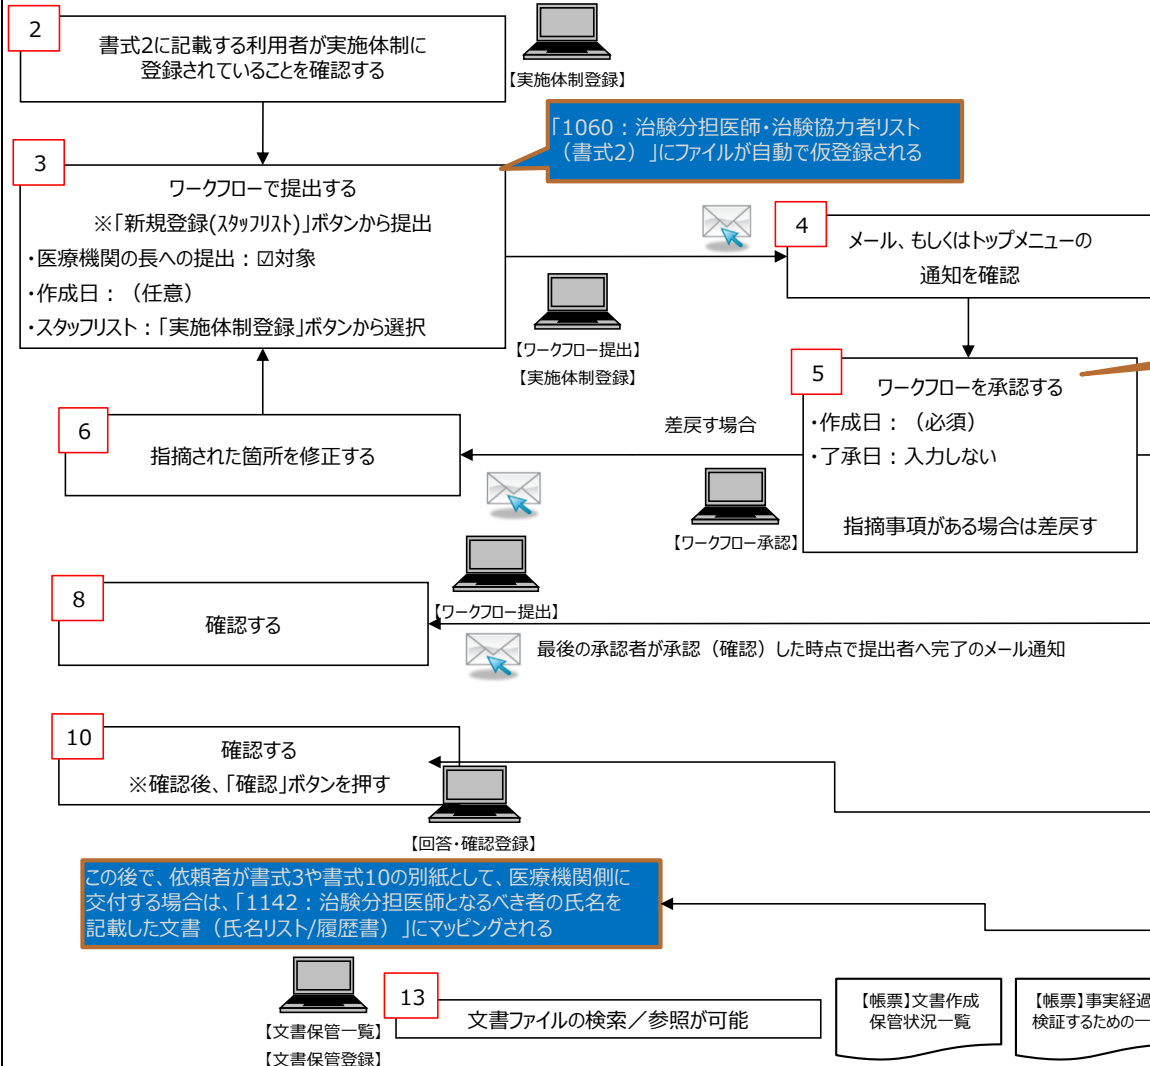 2
書式2に記載する利用者が実施体制に
登録されていることを確認する
【実施体制登録】
「1060：治験分担医師・治験協力者リスト
（書式2）」にファイルが自動で仮登録される
3
ワークフローで提出する
※「新規登録(ｽﾀｯﾌﾘｽﾄ)」ボタンから提出
・医療機関の長への提出：☑対象
・作成日：（任意）
・スタッフリスト：「実施体制登録」ボタンから選択
【ワークフロー提出】
【実施体制登録】
4
メール、もしくはトップメニューの
通知を確認
5
ワークフローを承認する
・作成日：（必須）
・了承日：入力しない
指摘事項がある場合は差戻す
差戻す場合
【ワークフロー承認】
6
指摘された箇所を修正する
【ワークフロー提出】
8
確認する
最後の承認者が承認（確認）した時点で提出者へ完了のメール通知
10
確認する
※確認後、「確認」ボタンを押す
【回答・確認登録】
この後で、依頼者が書式3や書式10の別紙として、医療機関側に
交付する場合は、「1142：治験分担医師となるべき者の氏名を
記載した文書（氏名リスト/履歴書）」にマッピングされる
【文書保管一覧】
【文書保管登録】
13
文書ファイルの検索／参照が可能
【帳票】文書作成
保管状況一覧
【帳票】事実経過
検証するための一